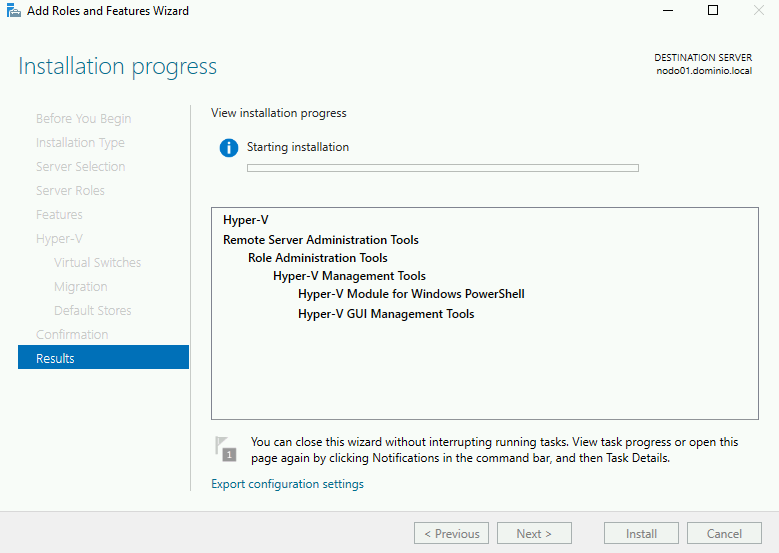 Add Roles and Features Wizard
Installation progress
DESTINATION SERVER
nodo01.dominio.local
Before You Begin
Installation Type
Server Selection
Server Roles
Features
Hyper-V
Virtual Switches
Migration
Default Stores
Confirmation
Results
View installation progress
Starting installation
Hyper-V
Remote Server Administration Tools
Role Administration Tools
Hyper-V Management Tools
Hyper-V Module for Windows PowerShell
Hyper-V GUI Management Tools
1
You can close this wizard without interrupting running tasks. View task progress or open this
page again by clicking Notifications in the command bar, and then Task Details.
Export configuration settings
< Previous
Next >
Install
Cancel